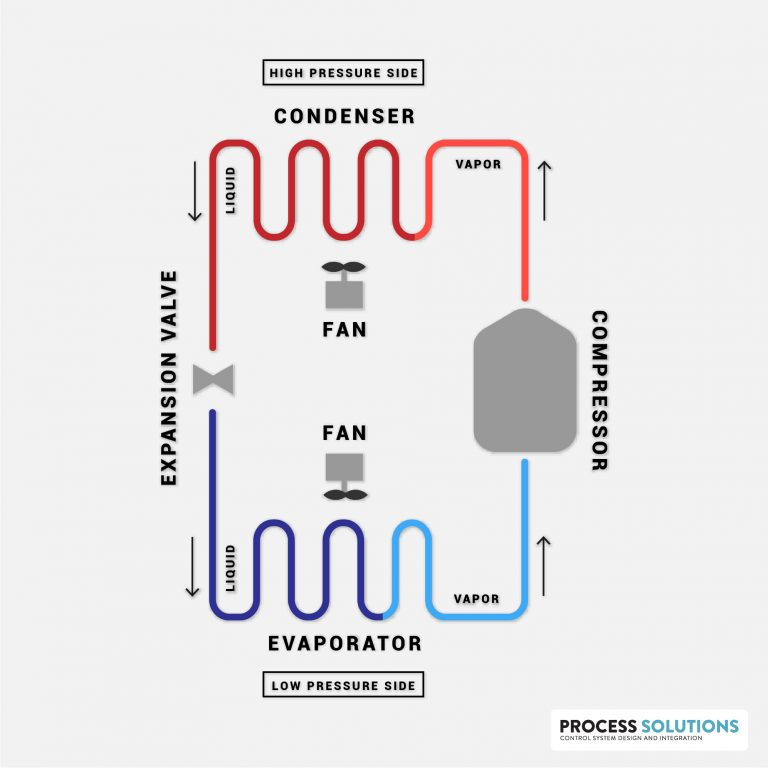 HIGH PRESSURE SIDE
CONDENSER
VAPOR
LIQUID
FAN
EXPANSION VALVE
COMPRESSOR
FAN
LIQUID
VAPOR
EVAPORATOR
LOW PRESSURE SIDE
PROCESS SOLUTIONS
CONTROL SYSTEM DESIGN AND INTEGRATION